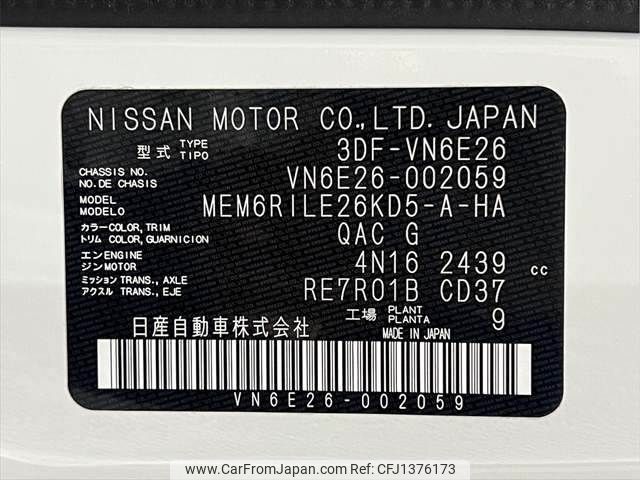 NISSAN MOTOR CO.,LTD. JAPAN
型式 TYPE TIPO 3DF-VN6E26
CHASSIS NO. NO.DE CHASIS VN6E26-002059
MODEL MODELO MEM6RILE26KD5-A-HA
カラー COLOR, TRIM トリム COLOR, GUARNICION QAC G
エンENGINE ジンMOTOR 4N16 2439 cc
ミッション TRANS., AXLE アクスル TRANS., EJE RE7R01B CD37
工場 PLANT PLANTA 9
日産自動車株式会社 MADE IN JAPAN
VN6E26-002059
www.CarFromJapan.com - CFJ1376173